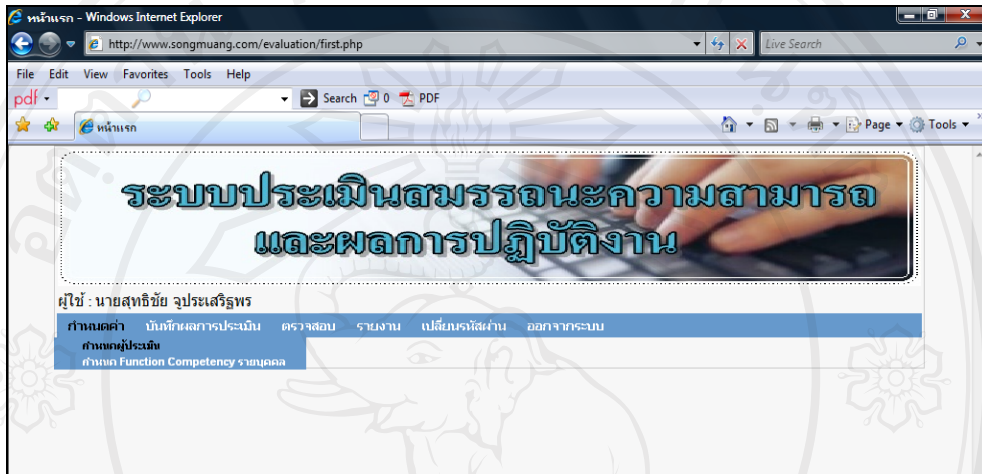 หน้าแรก - Windows Internet Explorer
http://www.songmuang.com/evaluation/first.php
Live Search
File Edit View Favorites Tools Help
pdf Search 0 PDF
หน้าแรก Page Tools
ระบบประเมินสมรรถนะความสามารถ
และผลการปฏิบัติงาน
ผู้ใช้ : นายสุทธิชัย จูประเสริฐพร
กำหนดค่า บันทึกผลการประเมิน ตรวจสอบ รายงาน เปลี่ยนรหัสผ่าน ออกจากระบบ
กำหนดผู้ประเมิน
กำหนด Function Competency รายบุคคล